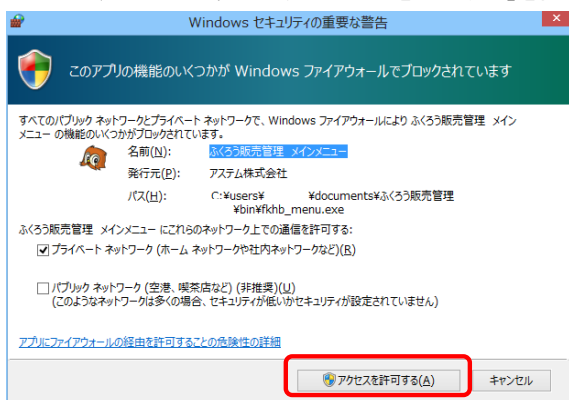 Windows セキュリティの重要な警告
このアプリの機能のいくつかが Windows ファイアウォールでブロックされています
すべてのパブリック ネットワークとプライベート ネットワークで、Windows ファイアウォールにより ふくろう販売管理 メイン
メニュー の機能のいくつかがブロックされています。
名前(N): ふくろう販売管理 メインメニュー
発行元(P): アステム株式会社
パス(H): C:¥users¥ ¥documents¥ふくろう販売管理
¥bin¥fkhb_menu.exe
ふくろう販売管理 メインメニュー にこれらのネットワーク上での通信を許可する:
プライベート ネットワーク (ホーム ネットワークや社内ネットワークなど)(R)
パブリック ネットワーク (空港、喫茶店など) (非推奨)(U)
(このようなネットワークは多くの場合、セキュリティが低いかセキュリティが設定されていません)
アプリにファイアウォールの経由を許可することの危険性の詳細
アクセスを許可する(A) キャンセル